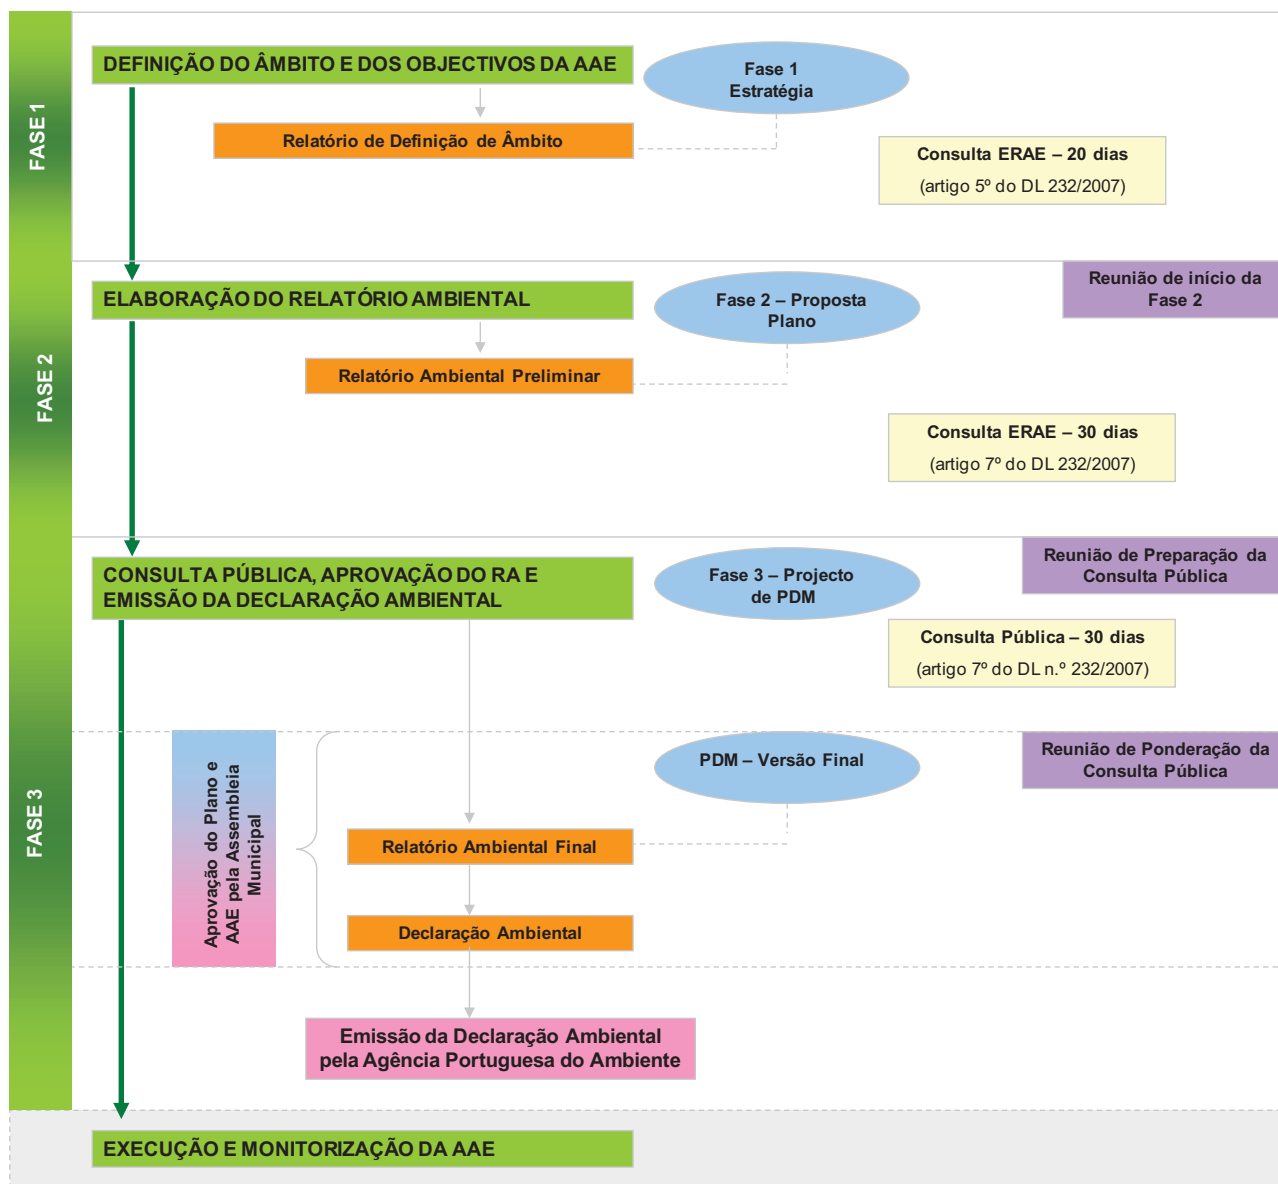 FASE 1
DEFINIÇÃO DO ÂMBITO E DOS OBJECTIVOS DA AAE
Fase 1
Estratégia
Relatório de Definição de Âmbito
Consulta ERAE – 20 dias
(artigo 5º do DL 232/2007)
FASE 2
ELABORAÇÃO DO RELATÓRIO AMBIENTAL
Fase 2 – Proposta
Plano
Reunião de início da
Fase 2
Relatório Ambiental Preliminar
Consulta ERAE – 30 dias
(artigo 7º do DL 232/2007)
FASE 3
CONSULTA PÚBLICA, APROVAÇÃO DO RA E
EMISSÃO DA DECLARAÇÃO AMBIENTAL
Fase 3 – Projecto
de PDM
Reunião de Preparação da
Consulta Pública
Consulta Pública – 30 dias
(artigo 7º do DL n.º 232/2007)
Aprovação do Plano e
AAE pela Assembleia
Municipal
PDM – Versão Final
Reunião de Ponderação da
Consulta Pública
Relatório Ambiental Final
Declaração Ambiental
Emissão da Declaração Ambiental
pela Agência Portuguesa do Ambiente
EXECUÇÃO E MONITORIZAÇÃO DA AAE